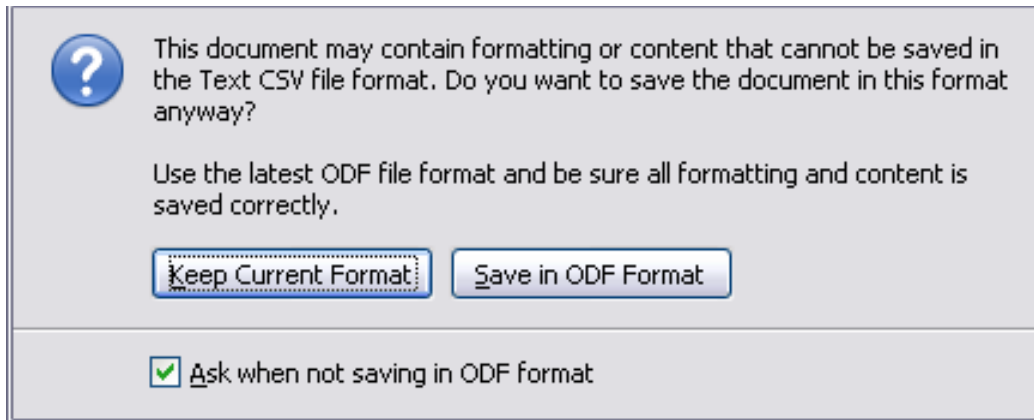 This document may contain formatting or content that cannot be saved in
the Text CSV file format. Do you want to save the document in this format
anyway?
Use the latest ODF file format and be sure all formatting and content is
saved correctly.
Keep Current Format
Save in ODF Format
Ask when not saving in ODF format